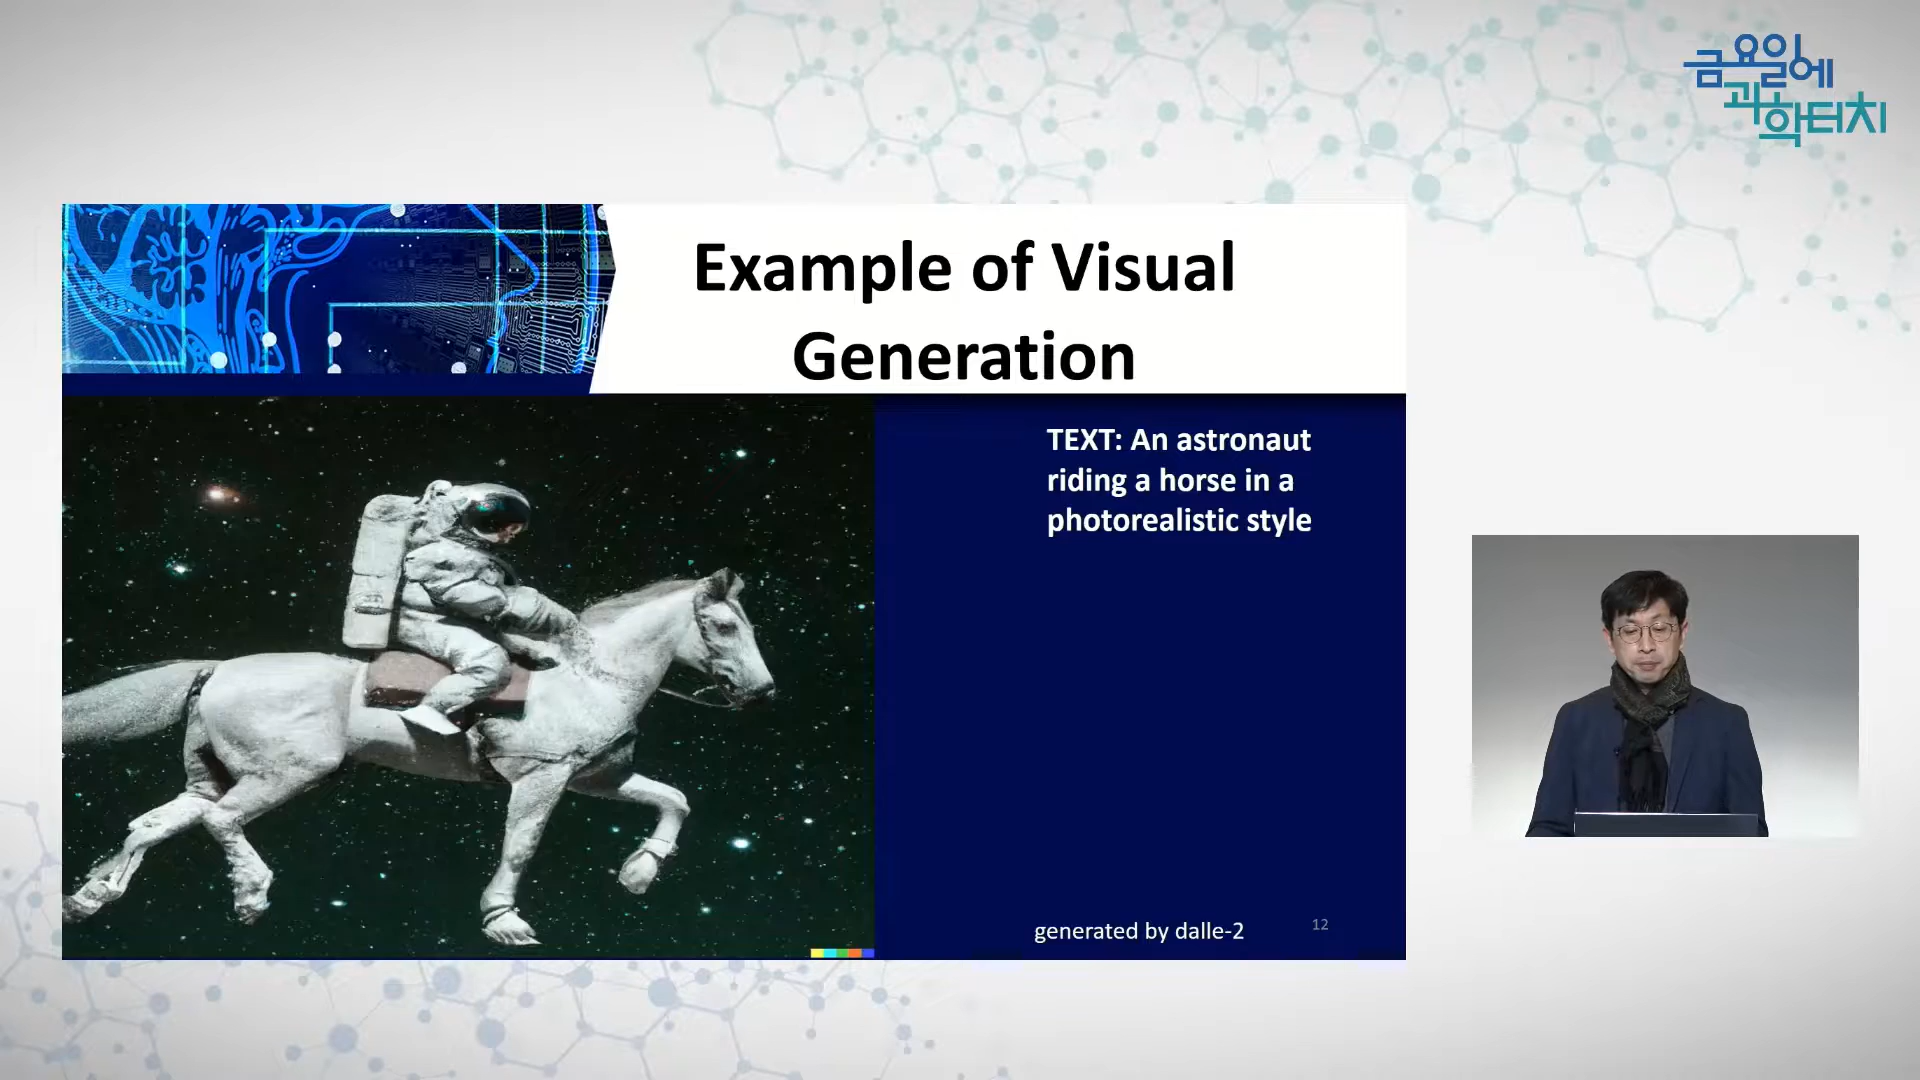 금요일에
과학터치
Example of Visual
Generation
TEXT: An astronaut
riding a horse in a
photorealistic style
generated by dalle-2
12